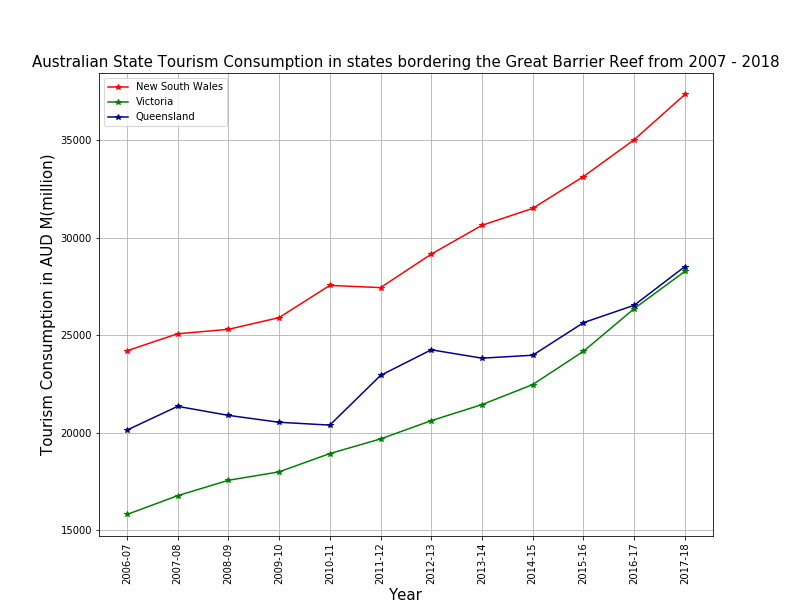 Australian State Tourism Consumption in states bordering the Great Barrier Reef from 2007 - 2018
New South Wales
Victoria
Queensland
Tourism Consumption in AUD M(million)
35000
30000
25000
20000
15000
2006-07
2007-08
2008-09
2009-10
2010-11
2011-12
2012-13
2013-14
2014-15
2015-16
2016-17
2017-18
Year